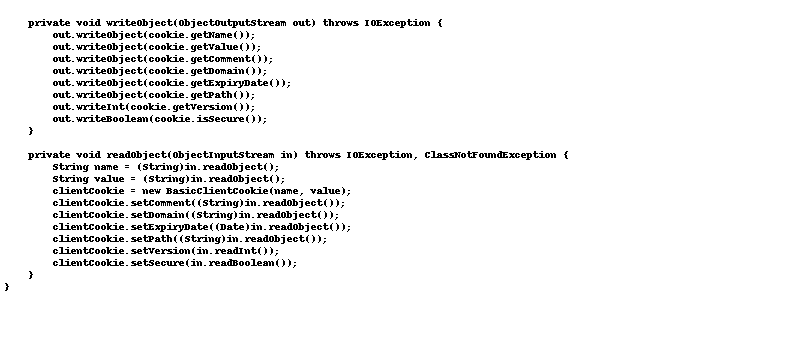 private void writeObject(ObjectOutputStream out) throws IOException {
out.writeObject(cookie.getName());
out.writeObject(cookie.getValue());
out.writeObject(cookie.getComment());
out.writeObject(cookie.getDomain());
out.writeObject(cookie.getExpiryDate());
out.writeObject(cookie.getPath());
out.writeInt(cookie.getVersion());
out.writeBoolean(cookie.isSecure());
}
private void readObject(ObjectInputStream in) throws IOException, ClassNotFoundException {
String name = (String)in.readObject();
String value = (String)in.readObject();
clientCookie = new BasicClientCookie(name, value);
clientCookie.setComment((String)in.readObject());
clientCookie.setDomain((String)in.readObject());
clientCookie.setExpiryDate((Date)in.readObject());
clientCookie.setPath((String)in.readObject());
clientCookie.setVersion(in.readInt());
clientCookie.setSecure(in.readBoolean());
}
}